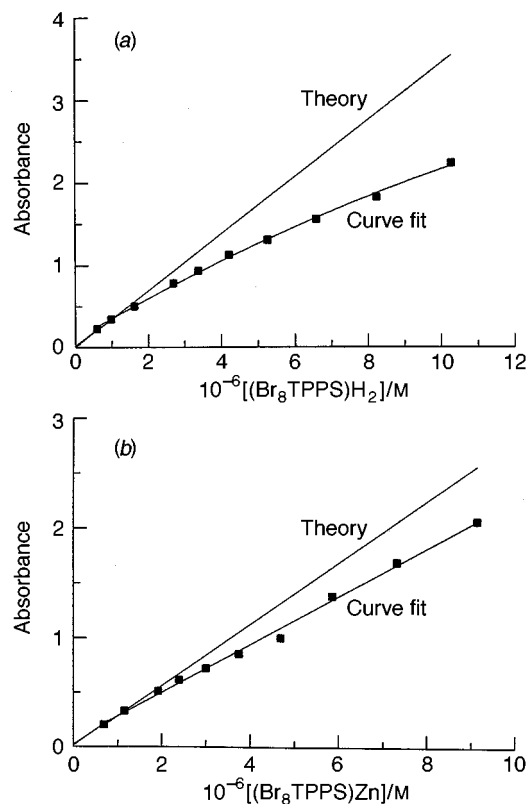 (a)
4
3
2
1
0
Absorbance
Theory
Curve fit
0 2 4 6 8 10 12
10⁻⁶[(Br₈TPPS)H₂]/M
(b)
3
2
1
0
Absorbance
Theory
Curve fit
0 2 4 6 8 10
10⁻⁶[(Br₈TPPS)Zn]/M